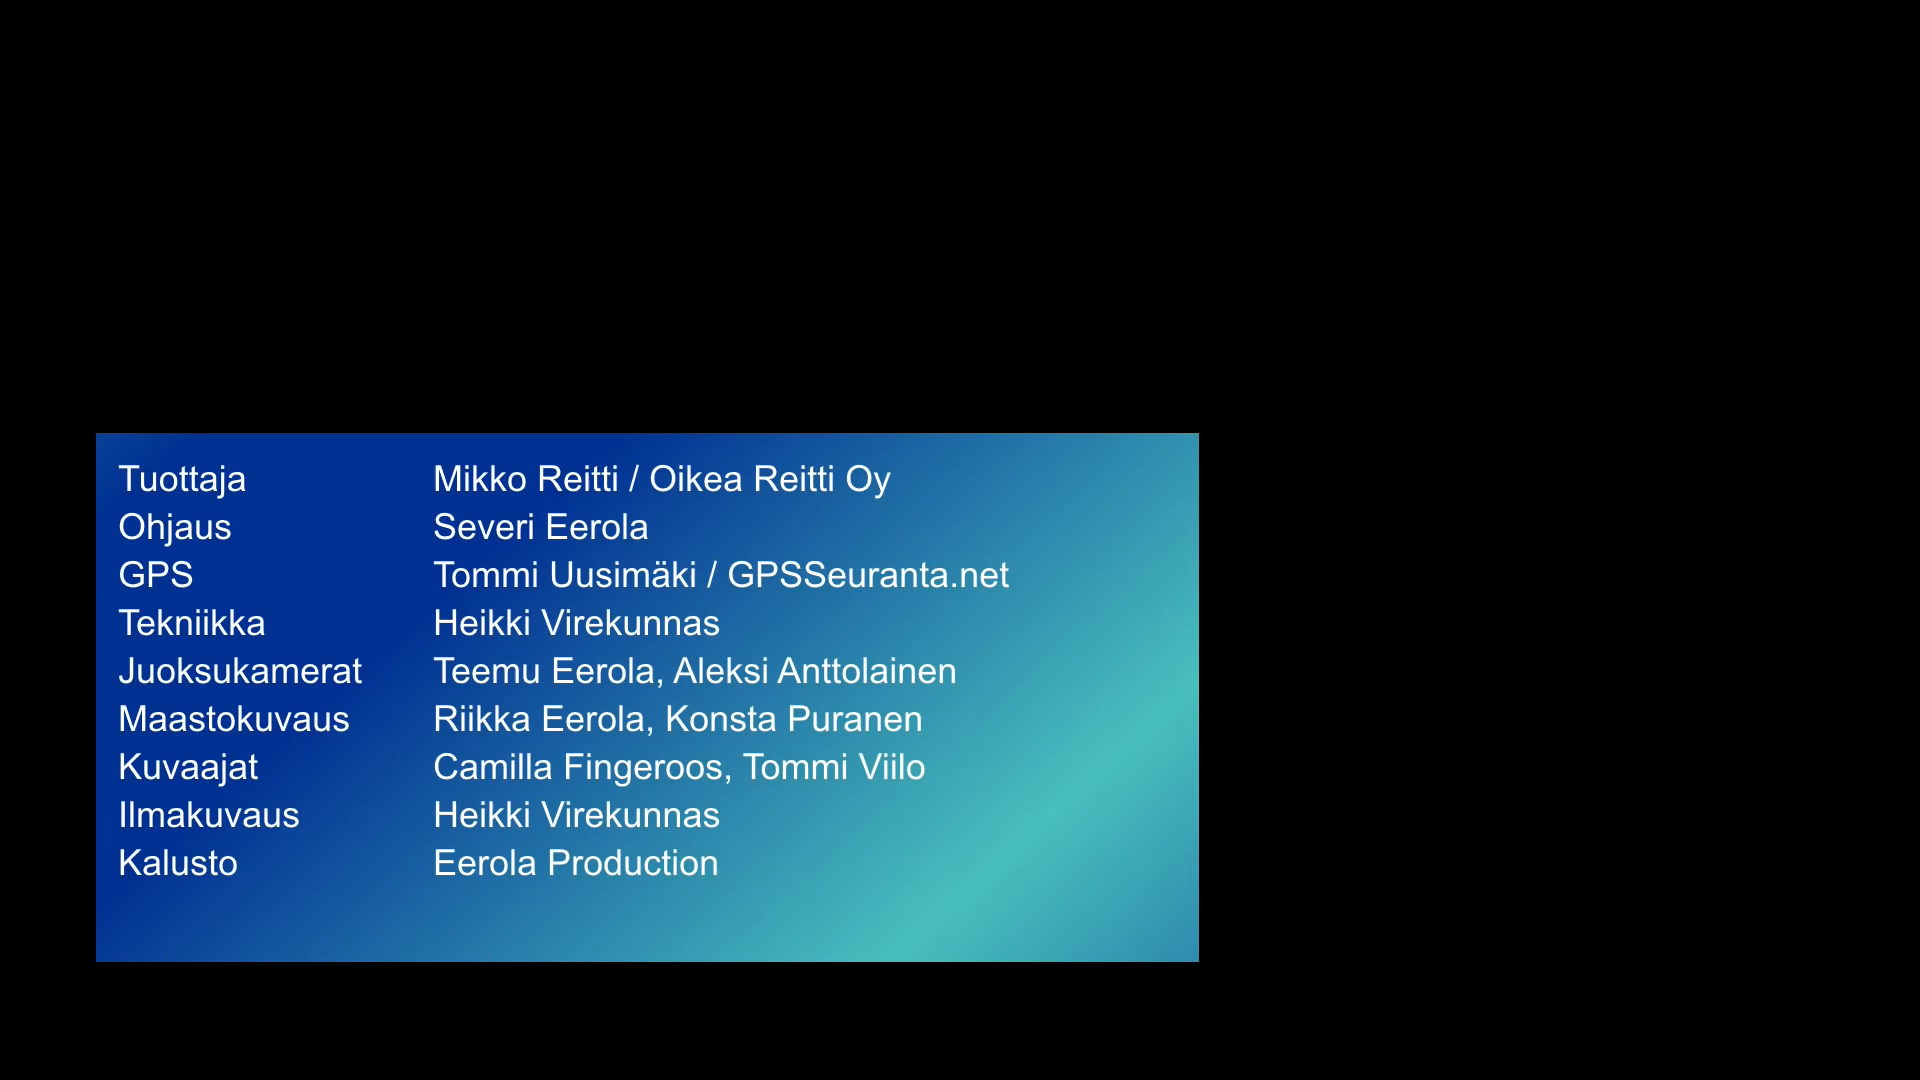 Tuottaja Mikko Reitti / Oikea Reitti Oy
Ohjaus Severi Eerola
GPS Tommi Uusimäki / GPSSeuranta.net
Tekniikka Heikki Virekunnas
Juoksukamerat Teemu Eerola, Aleksi Anttolainen
Maastokuvaus Riikka Eerola, Konsta Puranen
Kuvaajat Camilla Fingeroos, Tommi Viilo
Ilmakuvaus Heikki Virekunnas
Kalusto Eerola Production